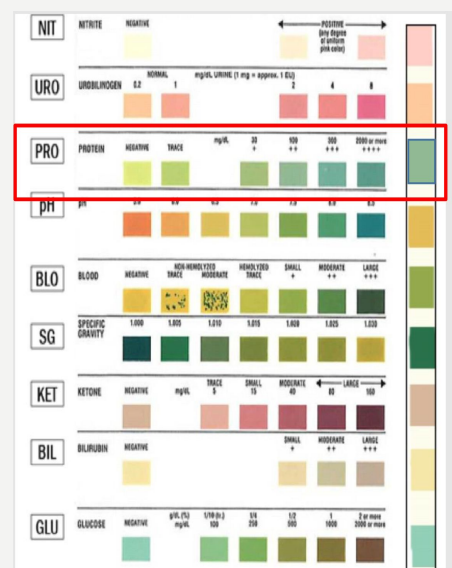 NIT NITRITE NEGATIVE POSITIVE
(any degree
of uniform
pink color)
URO UROBILINOGEN NORMAL mg/dL URINE (1 mg = approx. 1 EU)
0.2 1 2 4 8
PRO PROTEIN NEGATIVE TRACE mg/dL 30 100 300 2000 or more
+ ++ +++ ++++
pH pH
BLO BLOOD NEGATIVE NON-HEMOLYZED TRACE MODERATE HEMOLYZED TRACE SMALL MODERATE LARGE
+ ++ +++
SG SPECIFIC GRAVITY 1.000 1.005 1.010 1.015 1.020 1.025 1.030
KET KETONE NEGATIVE mg/dL TRACE SMALL MODERATE LARGE
5 15 40 80 160
BIL BILIRUBIN NEGATIVE SMALL MODERATE LARGE
+ ++ +++
GLU GLUCOSE NEGATIVE g/dL (%) 1/10 (tr.) 1/4 1/2 1 2 or more
mg/dL 100 250 500 1000 2000 or more